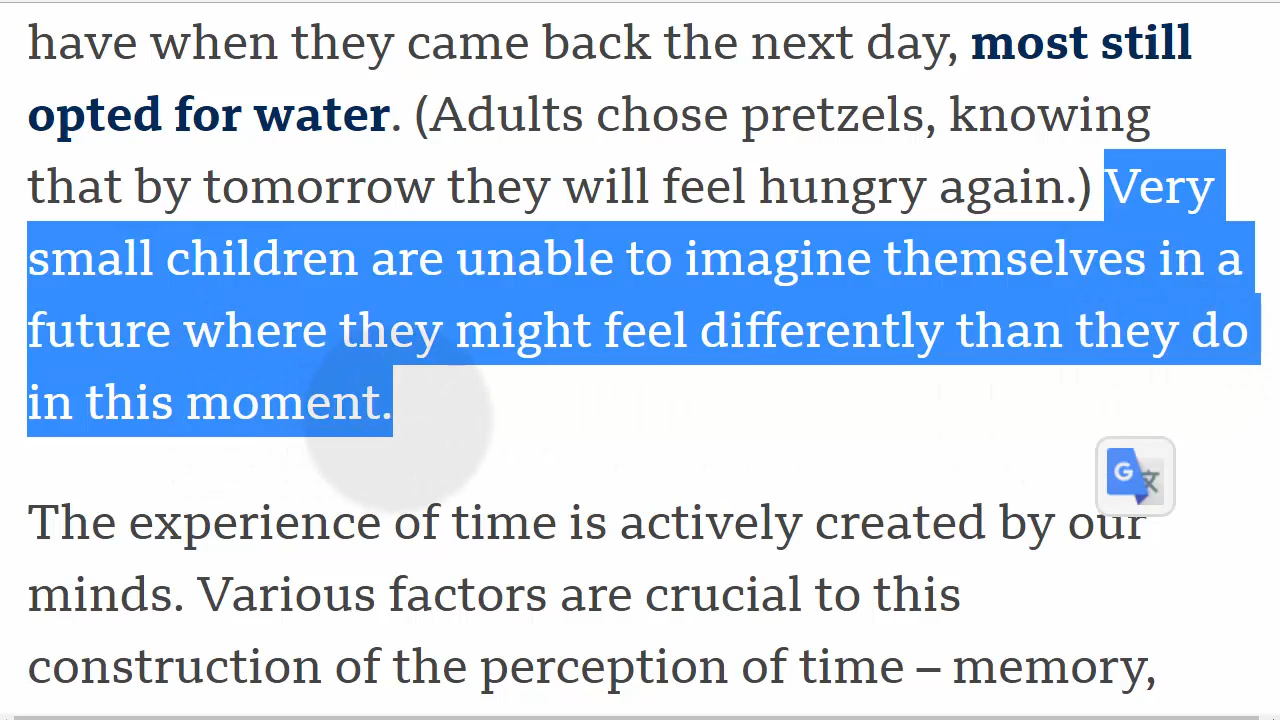 have when they came back the next day, most still
opted for water. (Adults chose pretzels, knowing
that by tomorrow they will feel hungry again.) Very
small children are unable to imagine themselves in a
future where they might feel differently than they do
in this moment.
G文
The experience of time is actively created by our
minds. Various factors are crucial to this
construction of the perception of time – memory,